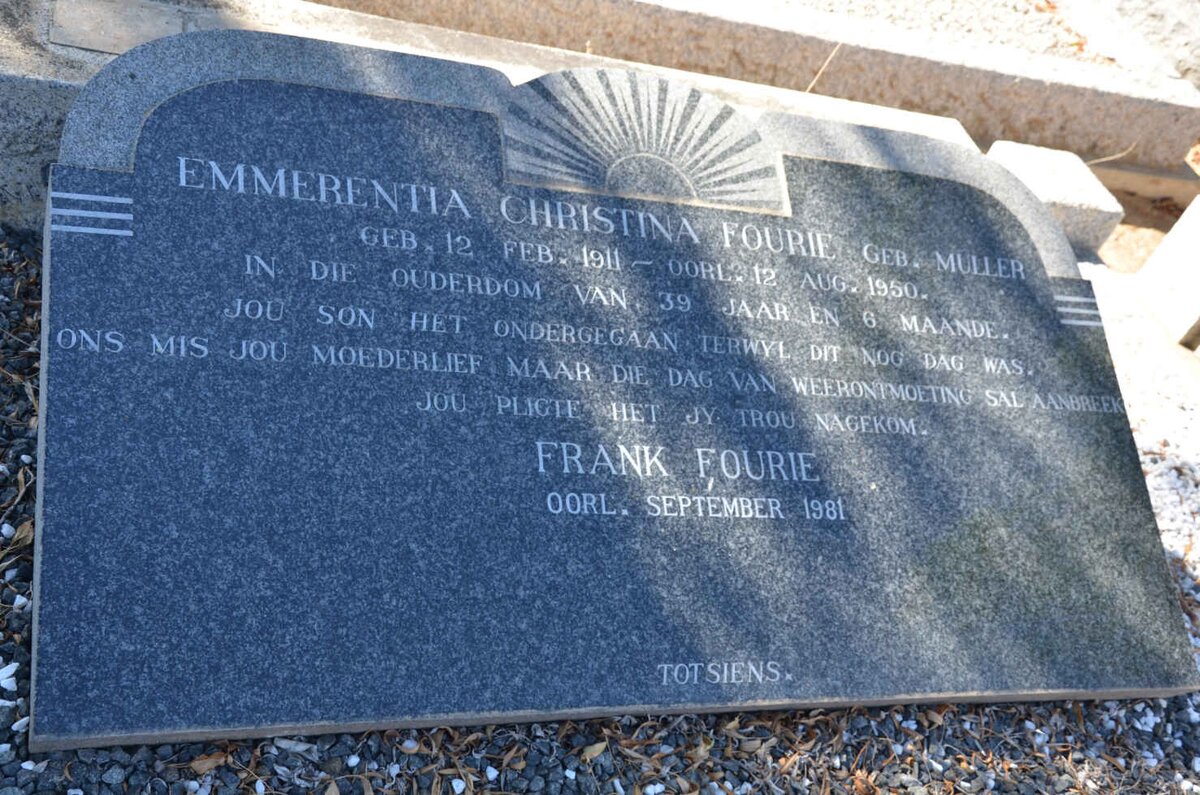 EMMERENTIA CHRISTINA FOURIE GEB. MULLER
GEB. 12 FEB. 1911 – OORL. 12 AUG. 1950.
IN DIE OUDERDOM VAN 39 JAAR EN 6 MAANDE.
JOU SON HET ONDERGEGAAN TERWYL DIT NOG DAG WAS.
ONS MIS JOU MOEDERLIEF MAAR DIE DAG VAN WEERONTMOETING SAL AANBREEK
JOU PLIGTE HET JY TROU NAGEKOM.
FRANK FOURIE
OORL. SEPTEMBER 1981
TOTSIENS.